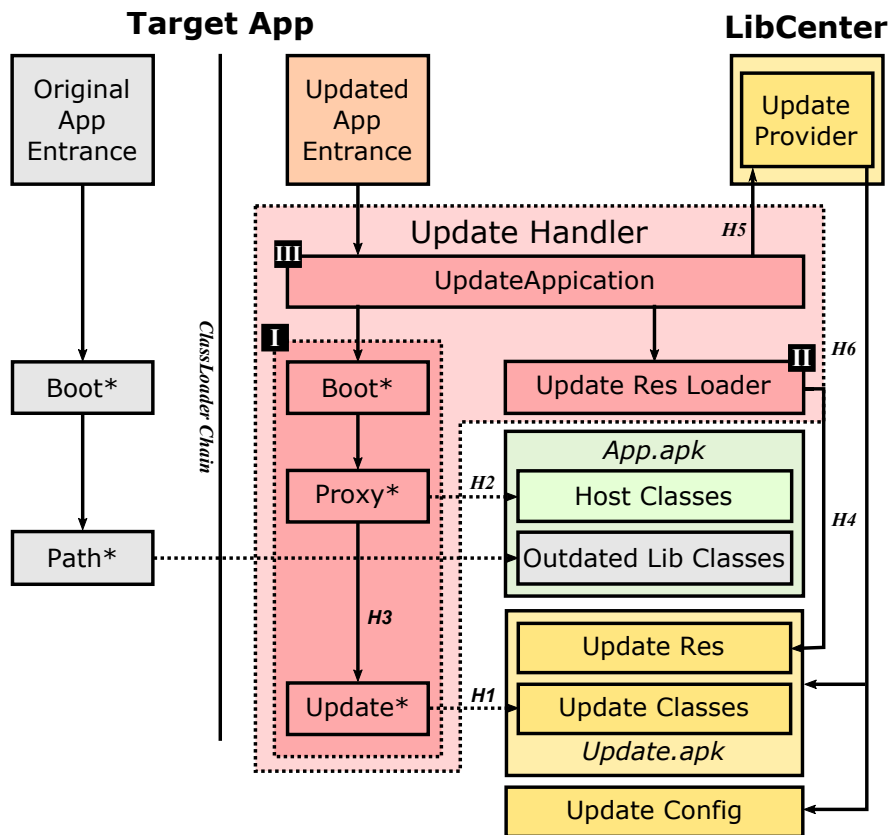 Target App
LibCenter
Original
App
Entrance
Updated
App
Entrance
Update
Provider
H5
Update Handler
III
UpdateAppication
ClassLoader Chain
I
II
H6
Boot*
Boot*
Update Res Loader
App.apk
Proxy*
H2
Host Classes
H4
Path*
Outdated Lib Classes
H3
Update Res
Update*
H1
Update Classes
Update.apk
Update Config